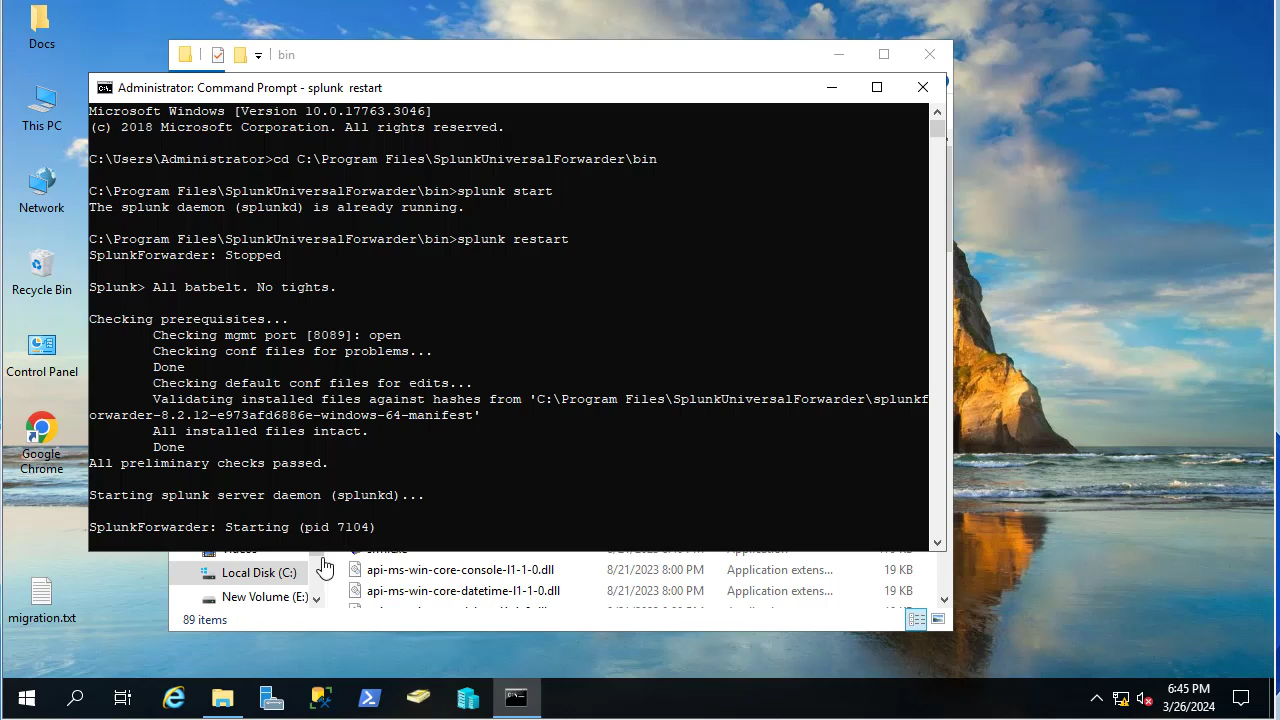 Docs
This PC
Network
Recycle Bin
Control Panel
Google
Chrome
migration.txt
bin
Administrator: Command Prompt - splunk restart
Microsoft Windows [Version 10.0.17763.3046]
(c) 2018 Microsoft Corporation. All rights reserved.
C:\Users\Administrator>cd C:\Program Files\SplunkUniversalForwarder\bin
C:\Program Files\SplunkUniversalForwarder\bin>splunk start
The splunk daemon (splunkd) is already running.
C:\Program Files\SplunkUniversalForwarder\bin>splunk restart
SplunkForwarder: Stopped
Splunk> All batbelt. No tights.
Checking prerequisites...
Checking mgmt port [8089]: open
Checking conf files for problems...
Done
Checking default conf files for edits...
Validating installed files against hashes from 'C:\Program Files\SplunkUniversalForwarder\splunkf
orwarder-8.2.12-e973afd6886e-windows-64-manifest'
All installed files intact.
Done
All preliminary checks passed.
Starting splunk server daemon (splunkd)...
SplunkForwarder: Starting (pid 7104)
Local Disk (C:)
New Volume (E:)
8/21/2023 8:00 PM Application
api-ms-win-core-console-l1-1-0.dll 8/21/2023 8:00 PM Application extens... 19 KB
api-ms-win-core-datetime-l1-1-0.dll 8/21/2023 8:00 PM Application extens... 19 KB
89 items
6:45 PM
3/26/2024